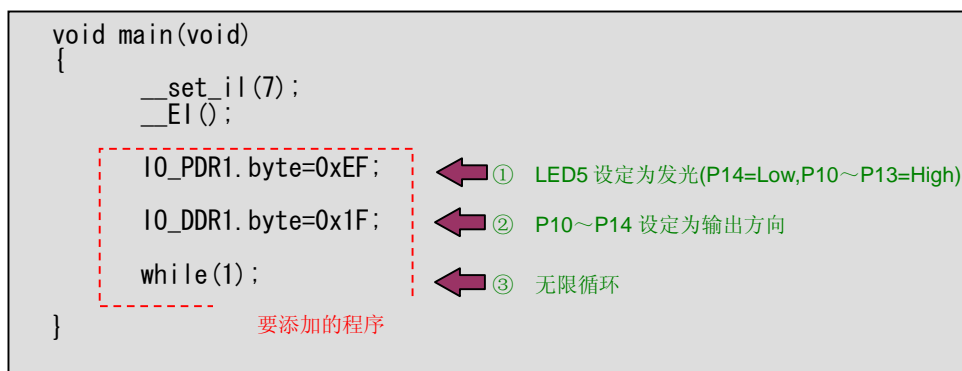 void main(void)
{
__set_il(7);
__EI();
IO_PDR1.byte=0xEF; ① LED5 设定为发光(P14=Low,P10～P13=High)
IO_DDR1.byte=0x1F; ② P10～P14 设定为输出方向
while(1); ③ 无限循环
} 要添加的程序